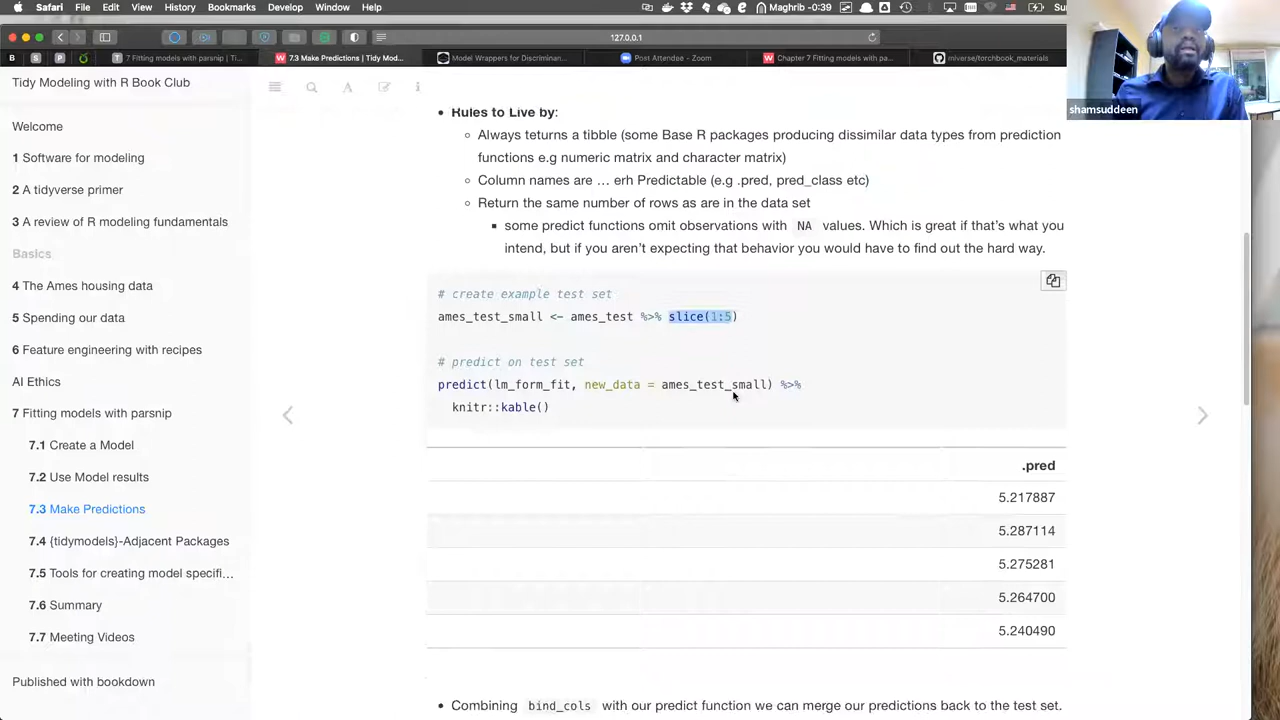 Safari File Edit View History Bookmarks Develop Window Help
Maghrib -0:39
127.0.0.1
B S P 7 Fitting models with parsnip | T... 7.3 Make Predictions | Tidy Mod... Model Wrappers for Discriminan... Post Attendee - Zoom Chapter 7 Fitting models with pa... mlverse/torchbook_materials
shamsuddeen
Tidy Modeling with R Book Club
Welcome
1 Software for modeling
2 A tidyverse primer
3 A review of R modeling fundamentals
Basics
4 The Ames housing data
5 Spending our data
6 Feature engineering with recipes
AI Ethics
7 Fitting models with parsnip
7.1 Create a Model
7.2 Use Model results
7.3 Make Predictions
7.4 {tidymodels}-Adjacent Packages
7.5 Tools for creating model specifi...
7.6 Summary
7.7 Meeting Videos
Published with bookdown
• Rules to Live by:
Always teturns a tibble (some Base R packages producing dissimilar data types from prediction
functions e.g numeric matrix and character matrix)
Column names are … erh Predictable (e.g .pred, pred_class etc)
Return the same number of rows as are in the data set
some predict functions omit observations with NA values. Which is great if that's what you
intend, but if you aren't expecting that behavior you would have to find out the hard way.
# create example test set
ames_test_small <- ames_test %>% slice(1:5)
# predict on test set
predict(lm_form_fit, new_data = ames_test_small) %>%
knitr::kable()
.pred
5.217887
5.287114
5.275281
5.264700
5.240490
• Combining bind_cols with our predict function we can merge our predictions back to the test set.